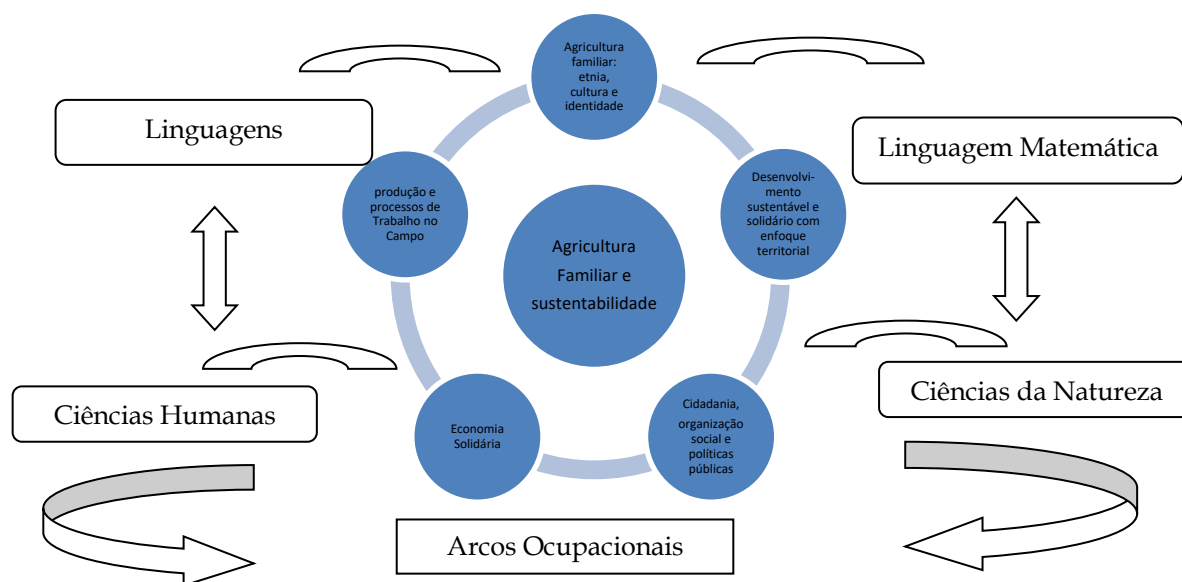 Agricultura
familiar:
etnia,
cultura e
identidade
Linguagens
Linguagem Matemática
produção e
processos de
Trabalho no
Campo
Desenvolvi-
mento
sustentável e
solidário com
enfoque
territorial
Agricultura
Familiar e
sustentabilidade
Ciências Humanas
Ciências da Natureza
Economia
Solidária
Cidadania,
organização
social e
políticas
públicas
Arcos Ocupacionais